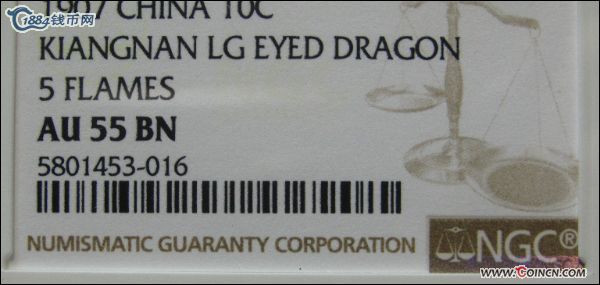 1884钱币网
1907 CHINA 10C
KIANGNAN LG EYED DRAGON
5 FLAMES
AU 55 BN
5801453-016
NUMISMATIC GUARANTY CORPORATION
NGC®
www.COINCN.com